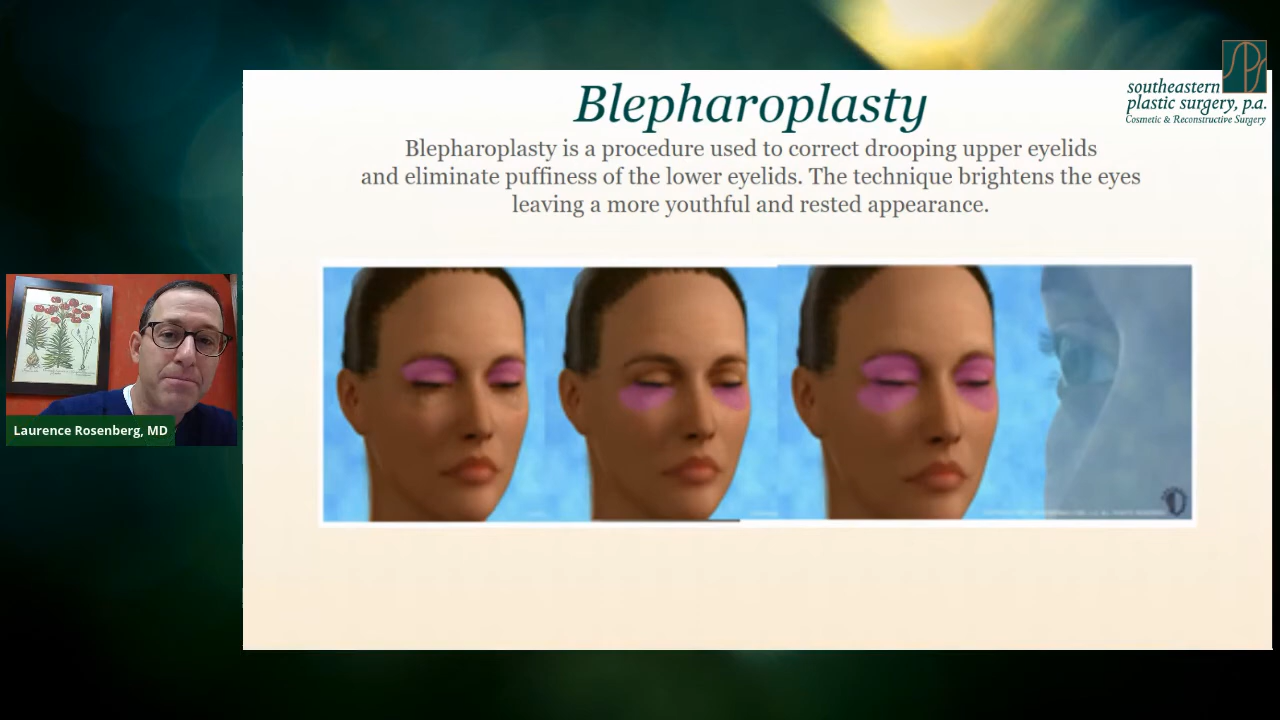 Blepharoplasty
southeastern
plastic surgery, p.a.
Cosmetic & Reconstructive Surgery
Blepharoplasty is a procedure used to correct drooping upper eyelids
and eliminate puffiness of the lower eyelids. The technique brightens the eyes
leaving a more youthful and rested appearance.
Laurence Rosenberg, MD